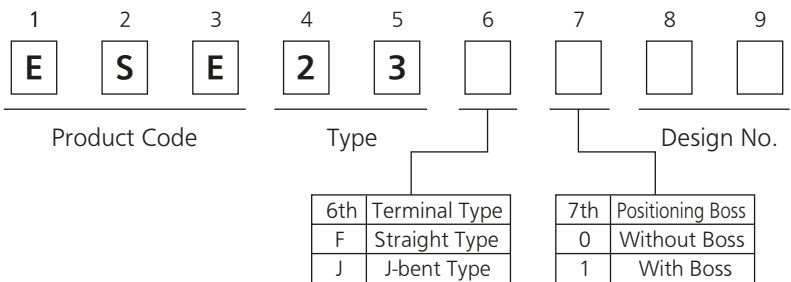 1 2 3 4 5 6 7 8 9
E S E 2 3
Product Code Type Design No.
6th Terminal Type
F Straight Type
J J-bent Type
7th Positioning Boss
0 Without Boss
1 With Boss